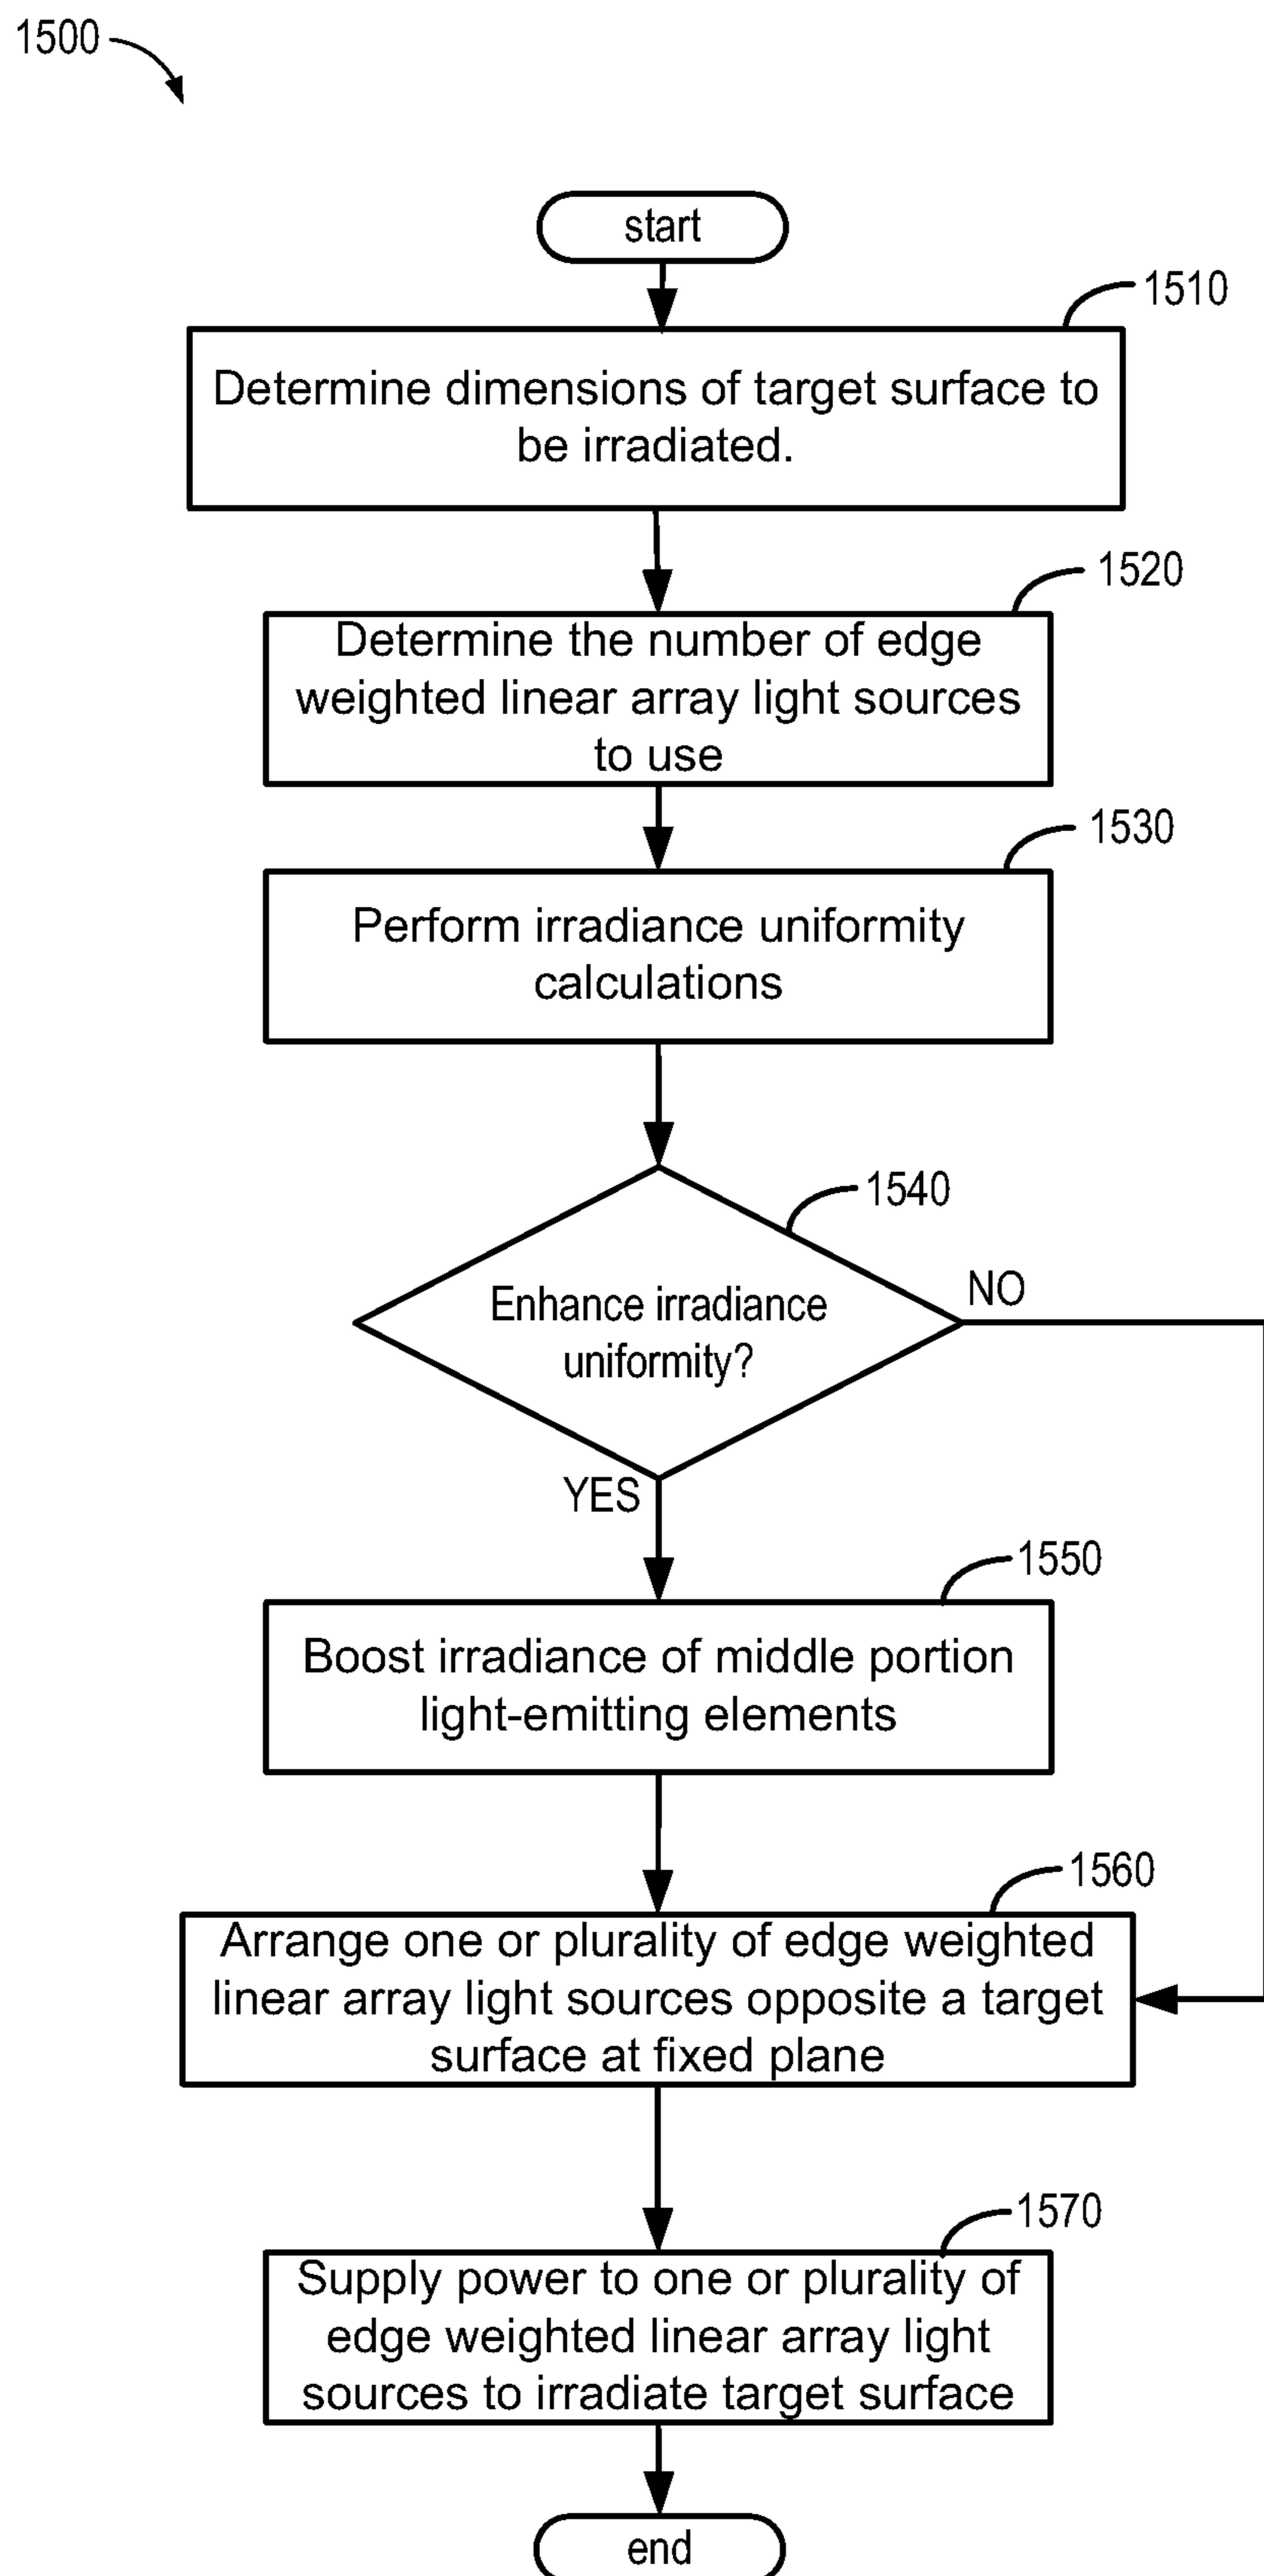 1500
start
1510
Determine dimensions of target surface to
be irradiated.
1520
Determine the number of edge
weighted linear array light sources
to use
1530
Perform irradiance uniformity
calculations
1540
Enhance irradiance
uniformity?
NO
YES
1550
Boost irradiance of middle portion
light-emitting elements
1560
Arrange one or plurality of edge weighted
linear array light sources opposite a target
surface at fixed plane
1570
Supply power to one or plurality of
edge weighted linear array light
sources to irradiate target surface
end